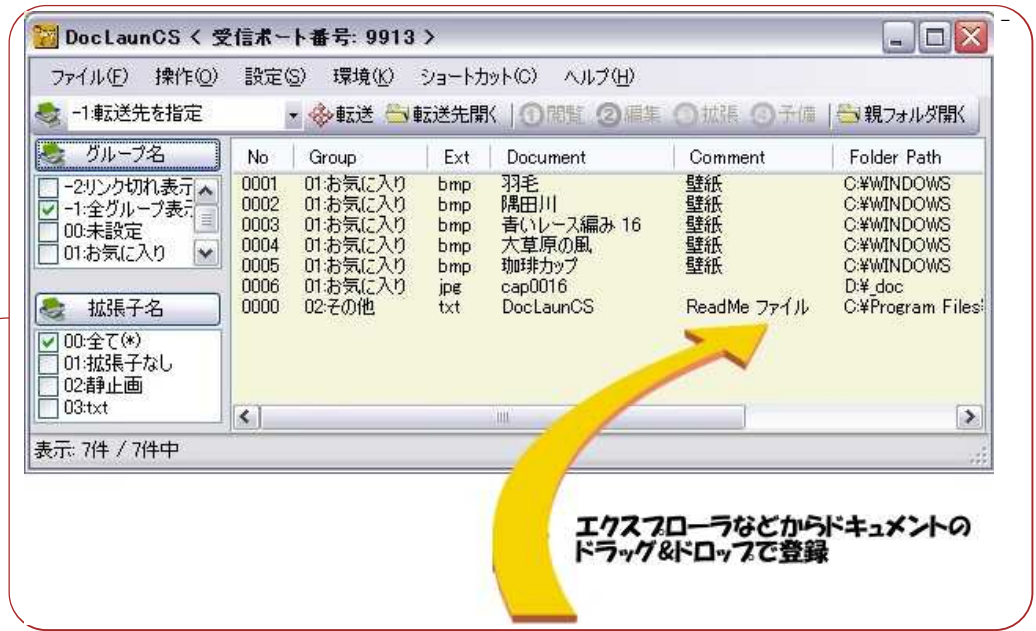 DocLaunCS < 受信ポート番号: 9913 >
ファイル(F) 操作(O) 設定(S) 環境(K) ショートカット(C) ヘルプ(H)
-1:転送先を指定 転送 転送先開く ①閲覧 ②編集 ③拡張 ④予備 親フォルダ開く
グループ名
-2:リンク切れ表示
-1:全グループ表示
00:未設定
01:お気に入り
拡張子名
00:全て(*)
01:拡張子なし
02:静止画
03:txt
No Group Ext Document Comment Folder Path
0001 01:お気に入り bmp 羽毛 壁紙 C:¥WINDOWS
0002 01:お気に入り bmp 隅田川 壁紙 C:¥WINDOWS
0003 01:お気に入り bmp 青いレース編み 16 壁紙 C:¥WINDOWS
0004 01:お気に入り bmp 大草原の風 壁紙 C:¥WINDOWS
0005 01:お気に入り bmp 珈琲カップ 壁紙 C:¥WINDOWS
0006 01:お気に入り jpg cap0016 D:¥_doc
0000 02:その他 txt DocLaunCS ReadMe ファイル C:¥Program Files
表示: 7件 / 7件中
エクスプローラなどからドキュメントの
ドラッグ&ドロップで登録